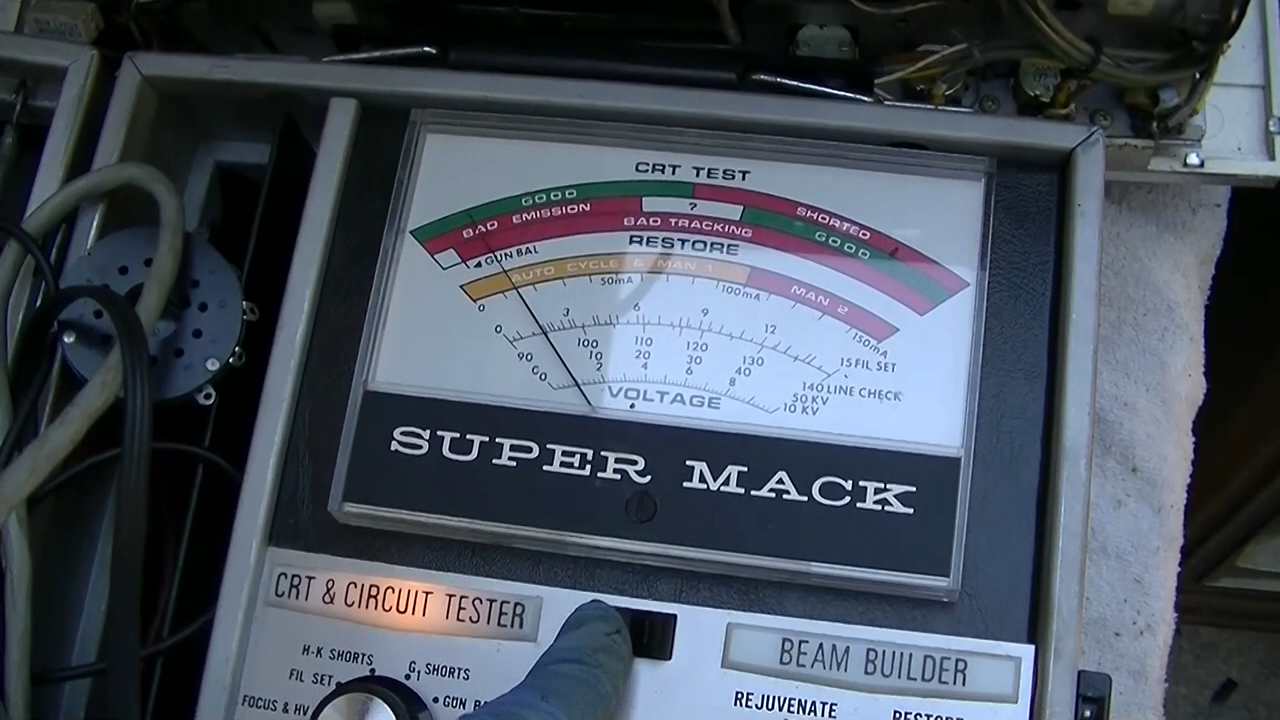 CRT TEST
GOOD SHORTED
BAD EMISSION ? GOOD
BAD TRACKING
GUN BAL RESTORE
AUTO CYCLE & MAN 1 MAN 2
0 50mA 100mA 150mA
0 3 6 9 12 15 FIL SET
90 100 110 120 130 140 LINE CHECK
0 10 20 30 40 50 KV
0 2 4 6 8 10 KV
VOLTAGE
SUPER MACK
CRT & CIRCUIT TESTER
BEAM BUILDER
H-K SHORTS
G1 SHORTS
FIL SET
FOCUS & HV
GUN
REJUVENATE